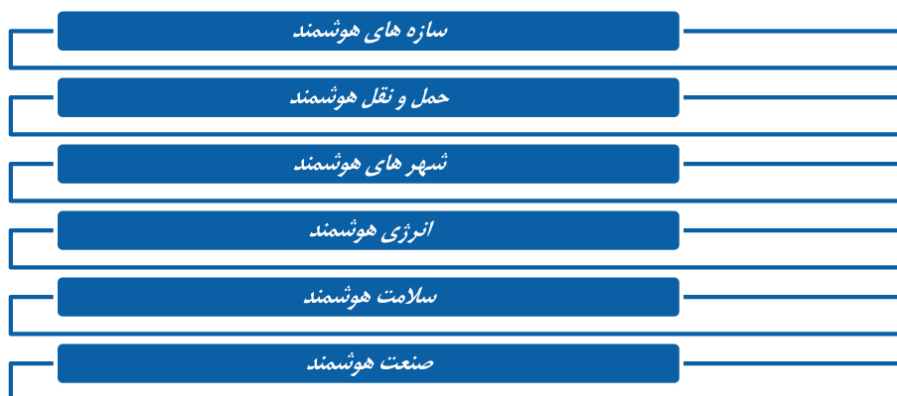 سازه های هوشمند
حمل و نقل هوشمند
شهر های هوشمند
انرژی هوشمند
سلامت هوشمند
صنعت هوشمند